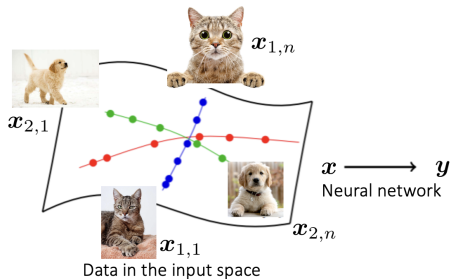 x₁,ₙ
x₂,₁
x → y
Neural network
x₂,ₙ
x₁,₁
Data in the input space